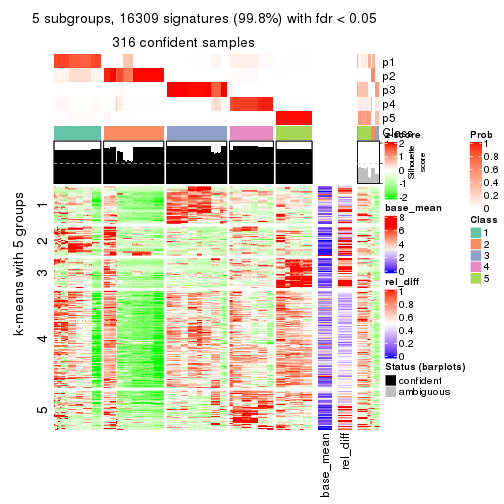 5 subgroups, 16309 signatures (99.8%) with fdr < 0.05
316 confident samples
p1
p2
p3
p4
p5
Class
Silhouette
score
k-means with 5 groups
1
2
3
4
5
base_mean
rel_diff
z-score
2
1
0
-1
-2
base_mean
8
6
4
2
0
rel_diff
1
0.8
0.6
0.4
0.2
0
Status (barplots)
confident
ambiguous
Prob
1
0.8
0.6
0.4
0.2
0
Class
1
2
3
4
5